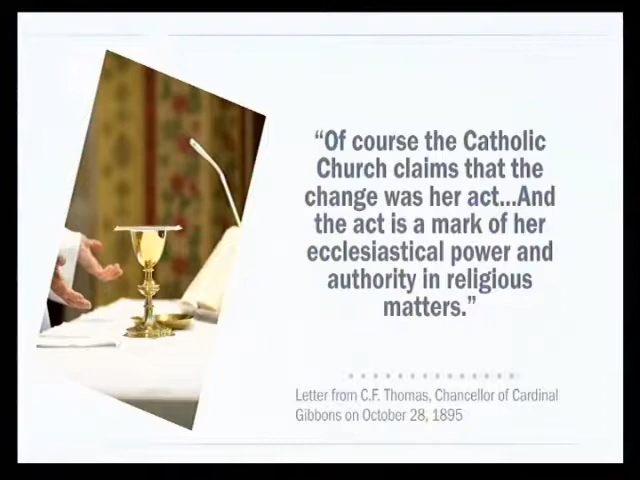 “Of course the Catholic
Church claims that the
change was her act...And
the act is a mark of her
ecclesiastical power and
authority in religious
matters.”
Letter from C.F. Thomas, Chancellor of Cardinal
Gibbons on October 28, 1895